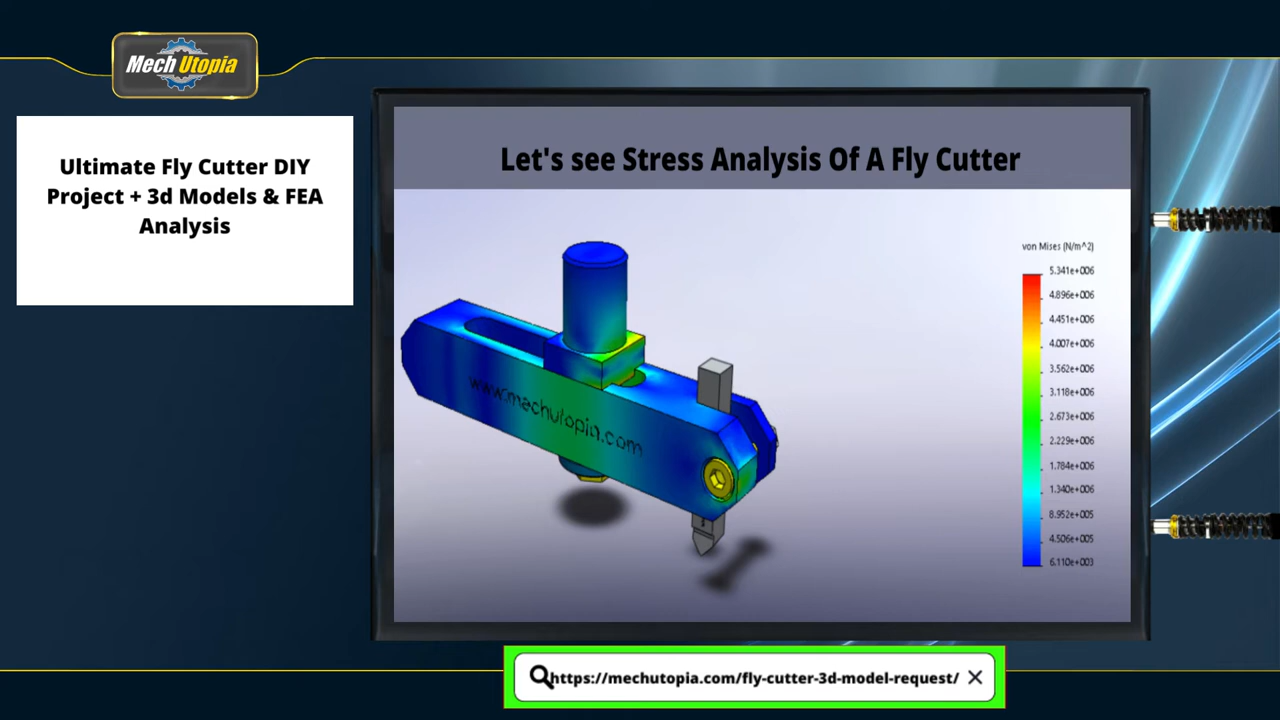 Mech Utopia
Ultimate Fly Cutter DIY
Project + 3d Models & FEA
Analysis
Let's see Stress Analysis Of A Fly Cutter
von Mises (N/m^2)
5.341e+006
4.896e+006
4.451e+006
4.007e+006
3.562e+006
3.118e+006
2.673e+006
2.229e+006
1.784e+006
1.340e+006
8.952e+005
4.506e+005
6.110e+003
www.mechutopia.com
https://mechutopia.com/fly-cutter-3d-model-request/